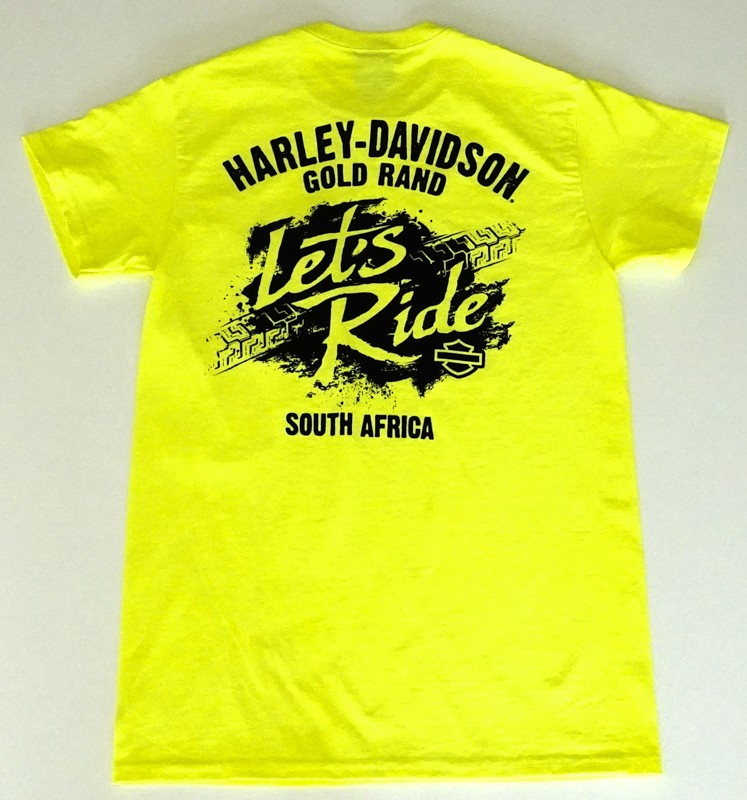 HARLEY-DAVIDSON
GOLD RAND
Let's
Ride
SOUTH AFRICA